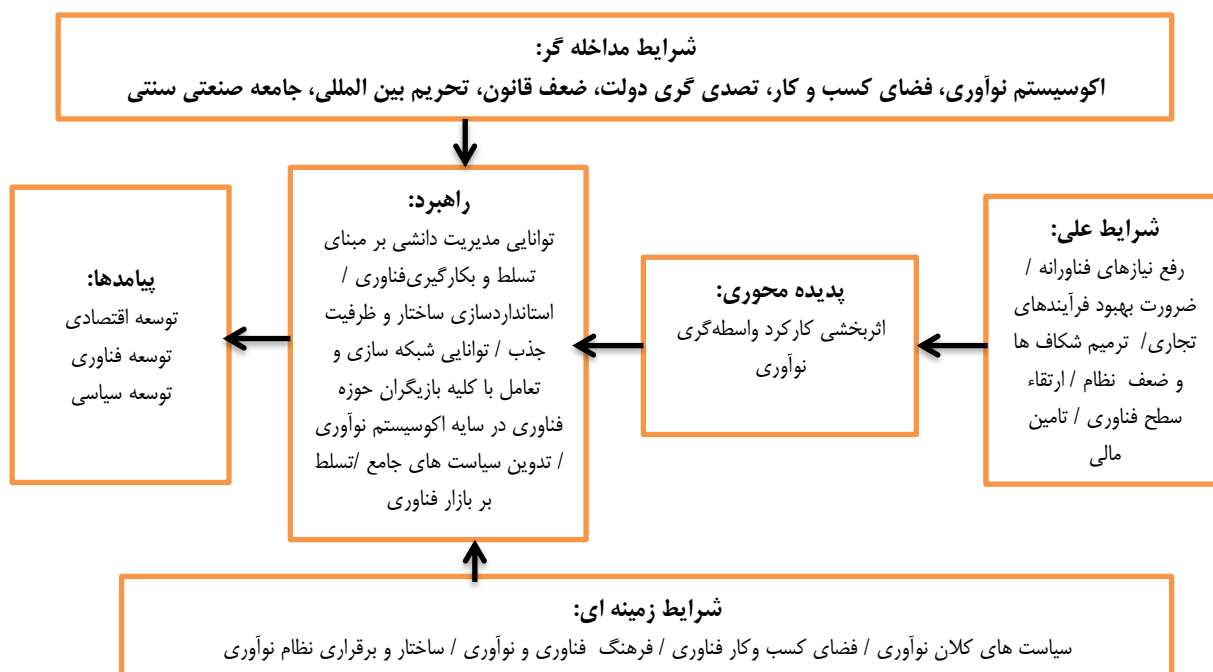 شرایط مداخله گر:
اکوسیستم نوآوری، فضای کسب و کار، تصدی گری دولت، ضعف قانون، تحریم بین المللی، جامعه صنعتی سنتی
شرایط علی:
رفع نیازهای فناورانه /
ضرورت بهبود فرآیندهای
تجاری/ ترمیم شکاف ها
و ضعف نظام / ارتقاء
سطح فناوری / تامین
مالی
پدیده محوری:
اثربخشی کارکرد واسطه‌گری
نوآوری
راهبرد:
توانایی مدیریت دانشی بر مبنای
تسلط و بکارگیری‌فناوری /
استانداردسازی ساختار و ظرفیت
جذب / توانایی شبکه سازی و
تعامل با کلیه بازیگران حوزه
فناوری در سایه اکوسیستم نوآوری
/ تدوین سیاست های جامع /تسلط
بر بازار فناوری
پیامدها:
توسعه اقتصادی
توسعه فناوری
توسعه سیاسی
شرایط زمینه ای:
سیاست های کلان نوآوری / فضای کسب وکار فناوری / فرهنگ فناوری و نوآوری / ساختار و برقراری نظام نوآوری